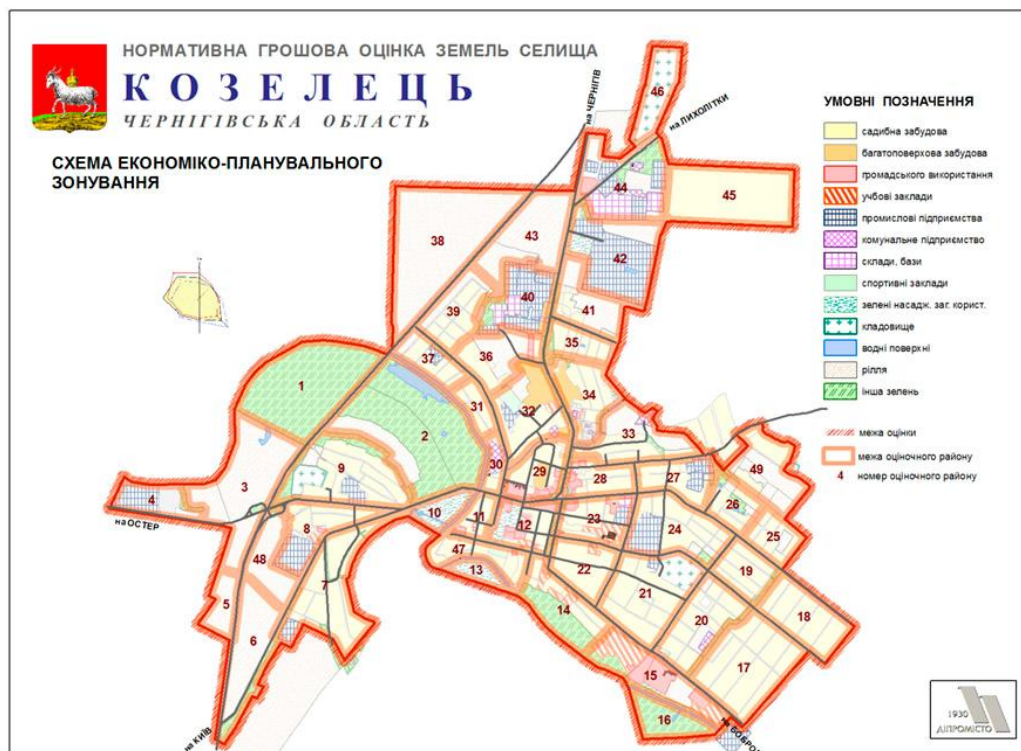 НОРМАТИВНА ГРОШОВА ОЦІНКА ЗЕМЕЛЬ СЕЛИЩА
КОЗЕЛЕЦЬ
ЧЕРНІГІВСЬКА ОБЛАСТЬ
СХЕМА ЕКОНОМІКО-ПЛАНУВАЛЬНОГО
ЗОНУВАННЯ
на ЧЕРНІГІВ
на ЛИХОЛІТКИ
УМОВНІ ПОЗНАЧЕННЯ
садибна забудова
багатоповерхова забудова
громадського використання
учбові заклади
промислові підприємства
комунальне підприємство
склади, бази
спортивні заклади
зелені насадж. заг. корист.
кладовище
водні поверхні
рілля
інша зелень
межа оцінки
межа оціночного району
4 номер оціночного району
46
44
45
38
43
42
40
39
41
35
37
36
34
1
31
32
2
33
30
9
29
28
27
49
3
4
26
10
11
12
23
24
25
на ОСТЕР
8
47
48
13
22
19
7
5
14
21
20
18
6
17
15
16
на КИЇВ
на БОБРО
1930
ДІПРОМІСТО